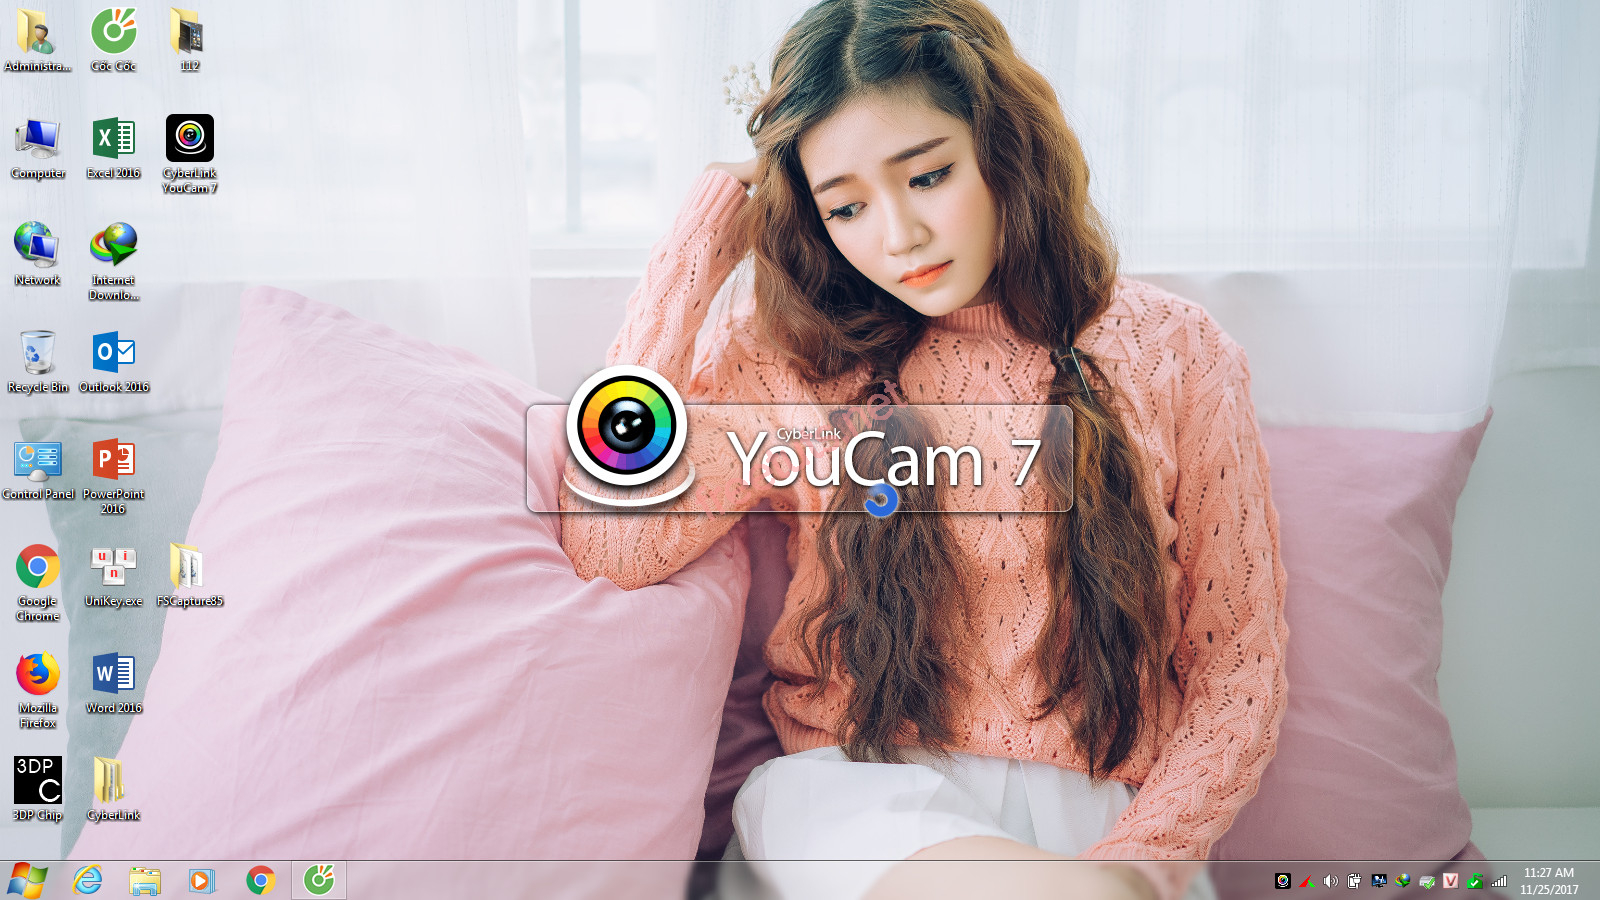 Administra...
Cốc Cốc
112
Computer
Excel 2016
CyberLink
YouCam 7
Network
Internet
Downlo...
Recycle Bin
Outlook 2016
Control Panel
PowerPoint
2016
Google
Chrome
UniKey.exe
FSCapture85
Mozilla
Firefox
Word 2016
3DP
C
3DP Chip
CyberLink
CyberLink
YouCam 7
11:27 AM
11/25/2017